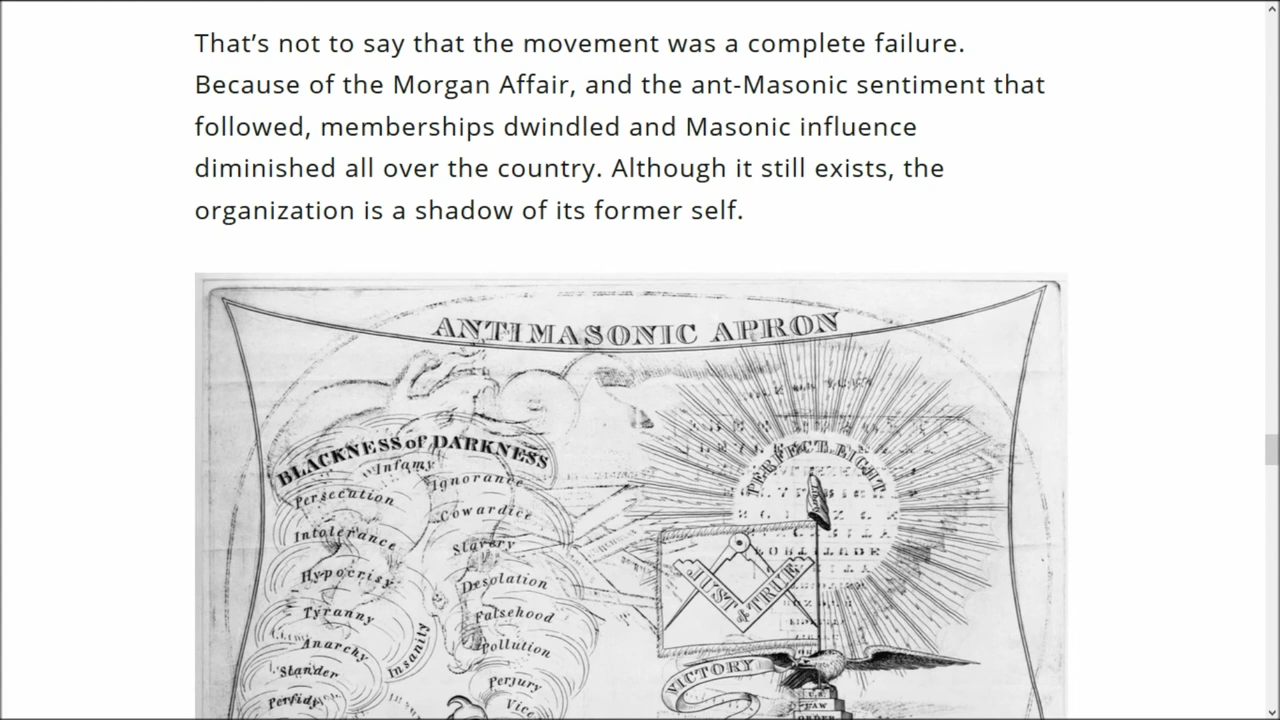 That’s not to say that the movement was a complete failure.
Because of the Morgan Affair, and the ant-Masonic sentiment that
followed, memberships dwindled and Masonic influence
diminished all over the country. Although it still exists, the
organization is a shadow of its former self.
ANTIMASONIC APRON
BLACKNESS of DARKNESS
Infamy
Ignorance
Persecution
Cowardice
Intolerance
Slavery
Hypocrisy
Desolation
Tyranny
Falsehood
Anarchy
Insanity
Pollution
Slander
Perjury
Perfidy
Vice
PERFECT LIGHT
JUST & TRUE
VICTORY
LAW
ORDER